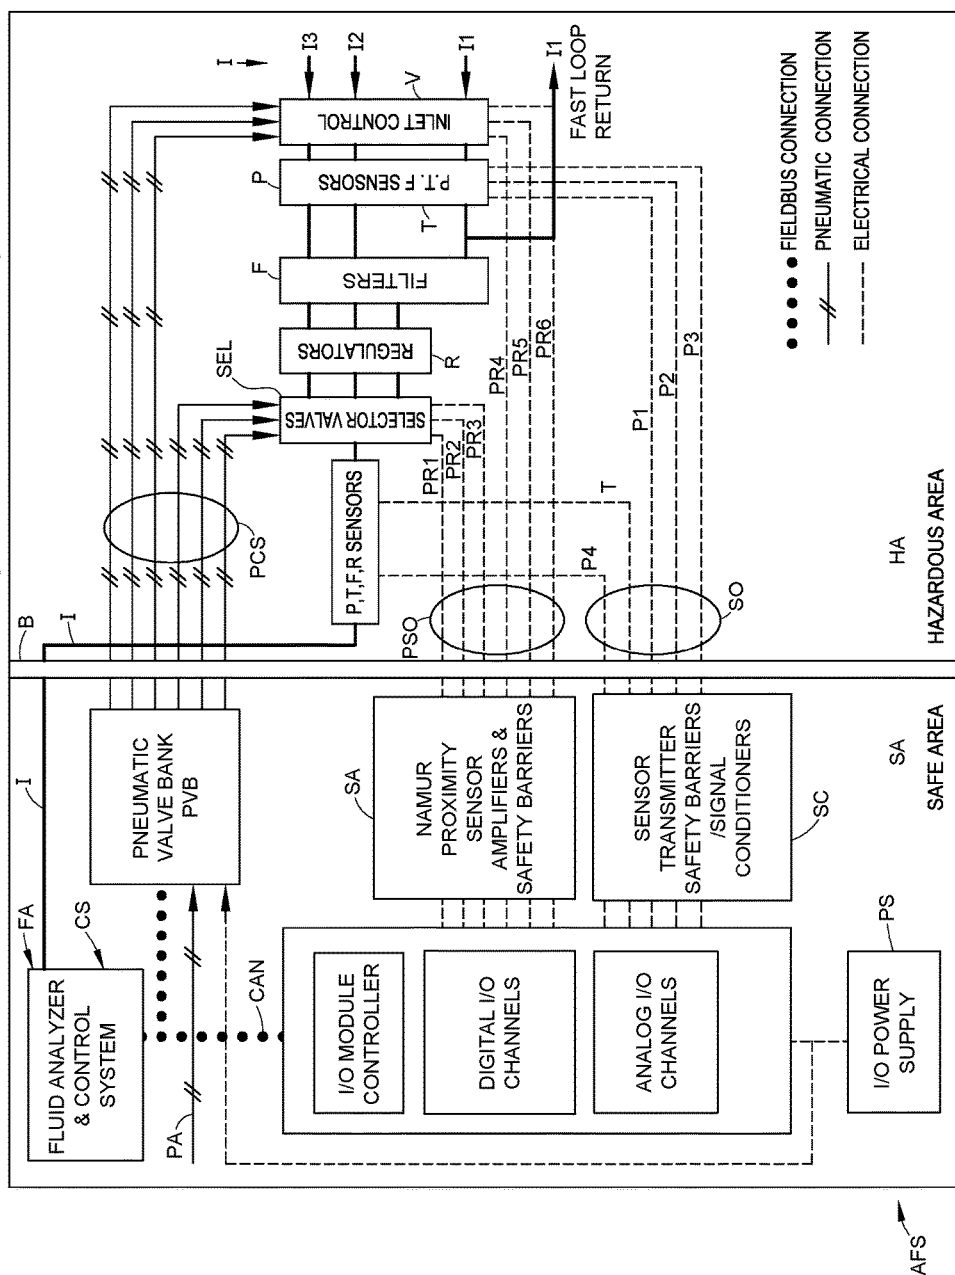 AFS
FLUID ANALYZER
& CONTROL
SYSTEM
FA
CS
I
PA
CAN
PNEUMATIC
VALVE BANK
PVB
I/O MODULE
CONTROLLER
DIGITAL I/O
CHANNELS
ANALOG I/O
CHANNELS
I/O POWER
SUPPLY
PS
SA
NAMUR
PROXIMITY
SENSOR
AMPLIFIERS &
SAFETY BARRIERS
SENSOR
TRANSMITTER
SAFETY BARRIERS
/SIGNAL
CONDITIONERS
SC
SA
SAFE AREA
B
I
PCS
P,T,F,R SENSORS
PSO
SO
P4
T
HA
HAZARDOUS AREA
SEL
SELECTOR VALVES
PR1
PR2
PR3
REGULATORS
R
PR4
PR5
PR6
P1
P2
P3
F
FILTERS
P
P.T. F SENSORS
T
INLET CONTROL
V
I
I3
I2
I1
I1
FAST LOOP
RETURN
FIELDBUS CONNECTION
PNEUMATIC CONNECTION
ELECTRICAL CONNECTION